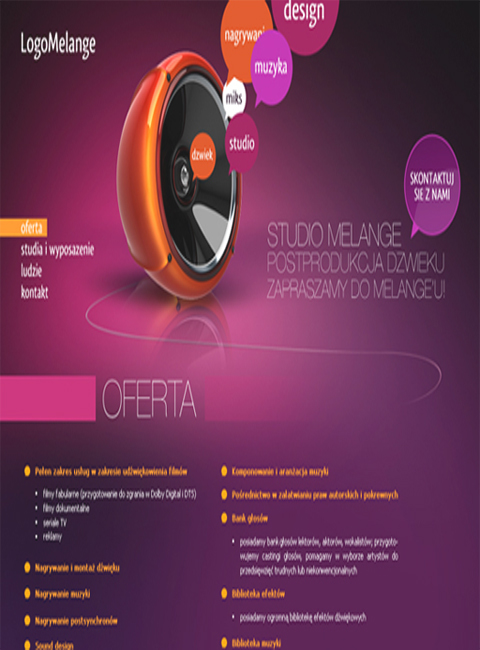 LogoMelange
design
nagrywani
muzyka
miks
studio
dzwiek
SKONTAKTUJ
SIE Z NAMI
oferta
studia i wyposazenie
ludzie
kontakt
STUDIO MELANGE
POSTPRODUKCJA DZWIEKU
ZAPRASZAMY DO MELANGE'U!
OFERTA
Pełen zakres usług w zakresie udźwiękowienia filmów
filmy fabularne (przygotowanie do zgrania w Dolby Digital i DTS)
filmy dokumentalne
seriale TV
reklamy
Nagrywanie i montaż dźwięku
Nagrywanie muzyki
Nagrywanie postsynchronów
Sound design
Komponowanie i aranżacja muzyki
Pośrednictwo w załatwianiu praw autorskich i pokrewnych
Bank głosów
posiadamy bank głosów lektorów, aktorów, wokalistów; przygoto-
wujemy castingi głosów, pomagamy w wyborze artystów do
przedsięwzięć trudnych lub niekonwencjonalnych
Biblioteka efektów
posiadamy ogromną bibliotekę efektów dźwiękowych
Biblioteka muzyki